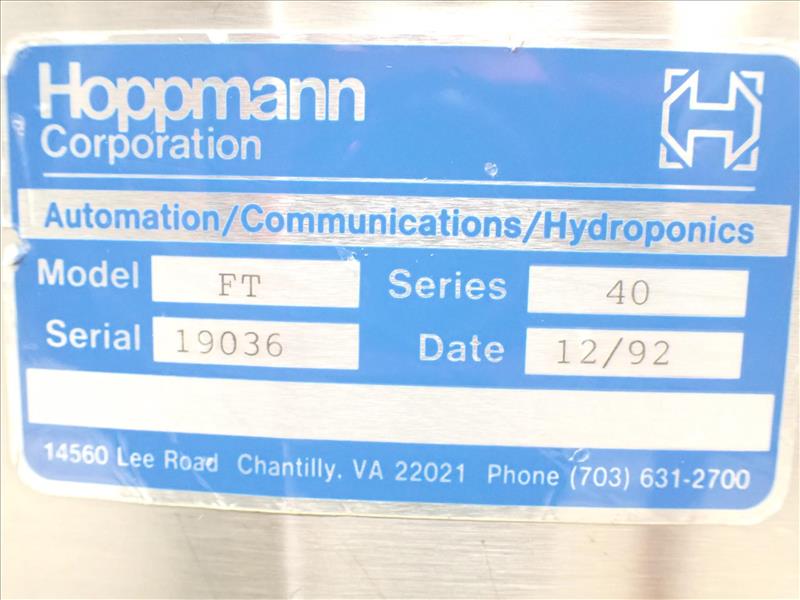 Hoppmann
Corporation
Automation/Communications/Hydroponics
Model FT Series 40
Serial 19036 Date 12/92
14560 Lee Road Chantilly, VA 22021 Phone (703) 631-2700